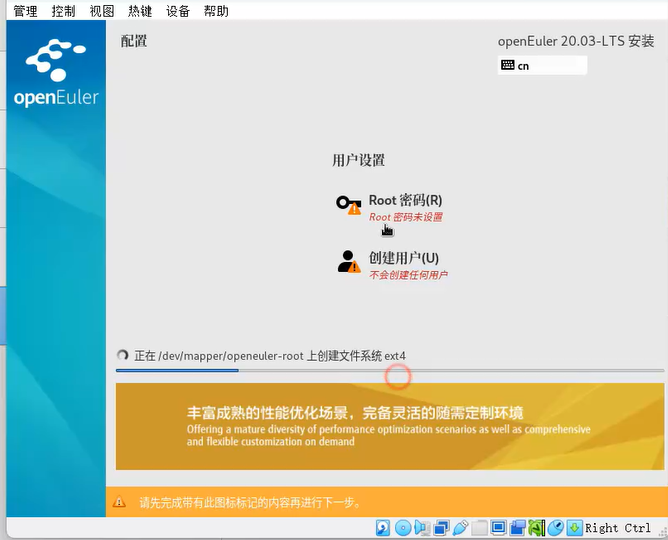 管理 控制 视图 热键 设备 帮助
openEuler
配置
openEuler 20.03-LTS 安装
cn
用户设置
Root 密码(R)
Root 密码未设置
创建用户(U)
不会创建任何用户
正在 /dev/mapper/openeuler-root 上创建文件系统 ext4
丰富成熟的性能优化场景，完备灵活的随需定制环境
Offering a mature diversity of performance optimization scenarios as well as comprehensive
and flexible customization on demand
请先完成带有此图标标记的内容再进行下一步。
Right Ctrl